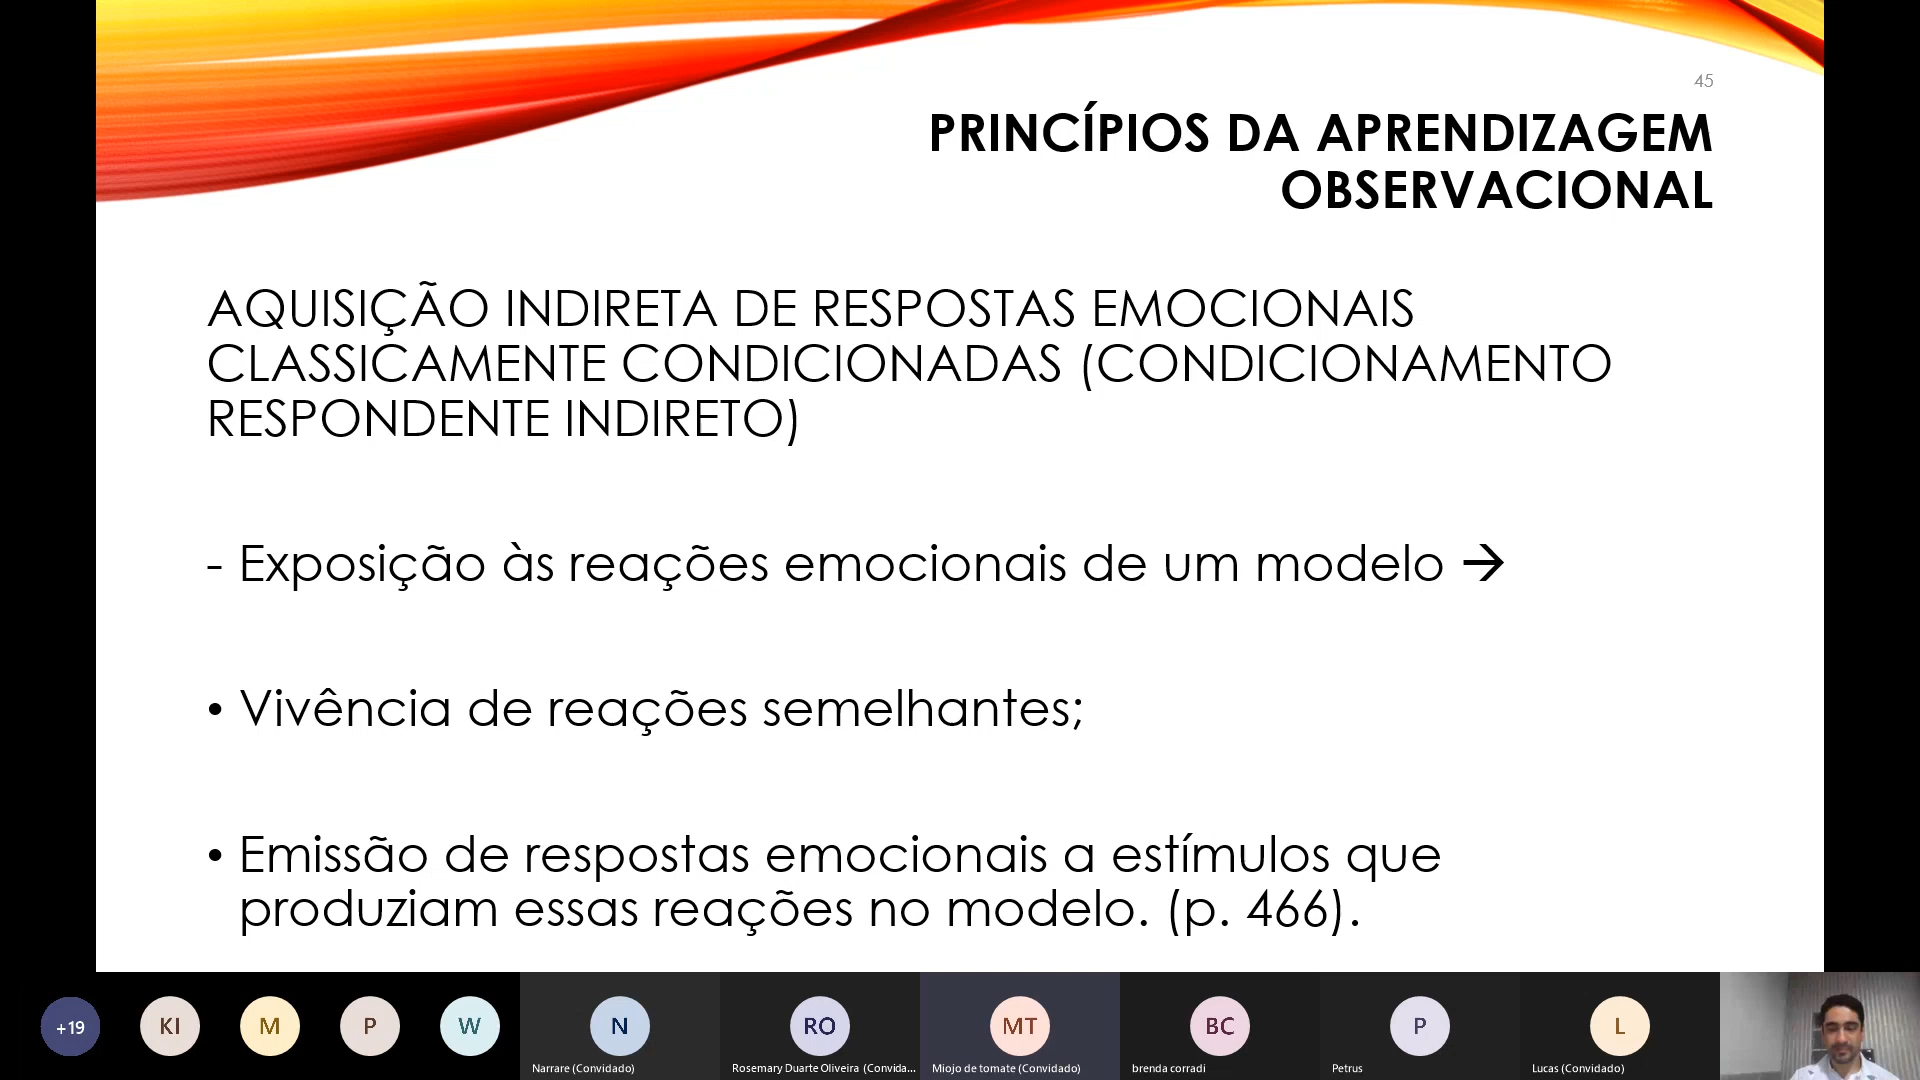 45
PRINCÍPIOS DA APRENDIZAGEM
OBSERVACIONAL
AQUISIÇÃO INDIRETA DE RESPOSTAS EMOCIONAIS
CLASSICAMENTE CONDICIONADAS (CONDICIONAMENTO
RESPONDENTE INDIRETO)
- Exposição às reações emocionais de um modelo →
• Vivência de reações semelhantes;
• Emissão de respostas emocionais a estímulos que
produziam essas reações no modelo. (p. 466).
+19 KI M P W N RO MT BC P L
Narrare (Convidado) Rosemary Duarte Oliveira (Convida... Miojo de tomate (Convidado) brenda corradi Petrus Lucas (Convidado)